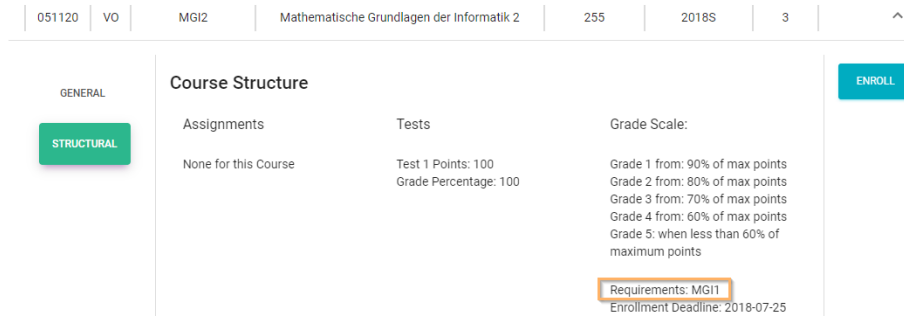 051120 VO MGI2 Mathematische Grundlagen der Informatik 2 255 2018S 3
GENERAL
STRUCTURAL
Course Structure
ENROLL
Assignments
None for this Course
Tests
Test 1 Points: 100
Grade Percentage: 100
Grade Scale:
Grade 1 from: 90% of max points
Grade 2 from: 80% of max points
Grade 3 from: 70% of max points
Grade 4 from: 60% of max points
Grade 5: when less than 60% of
maximum points
Requirements: MGI1
Enrollment Deadline: 2018-07-25